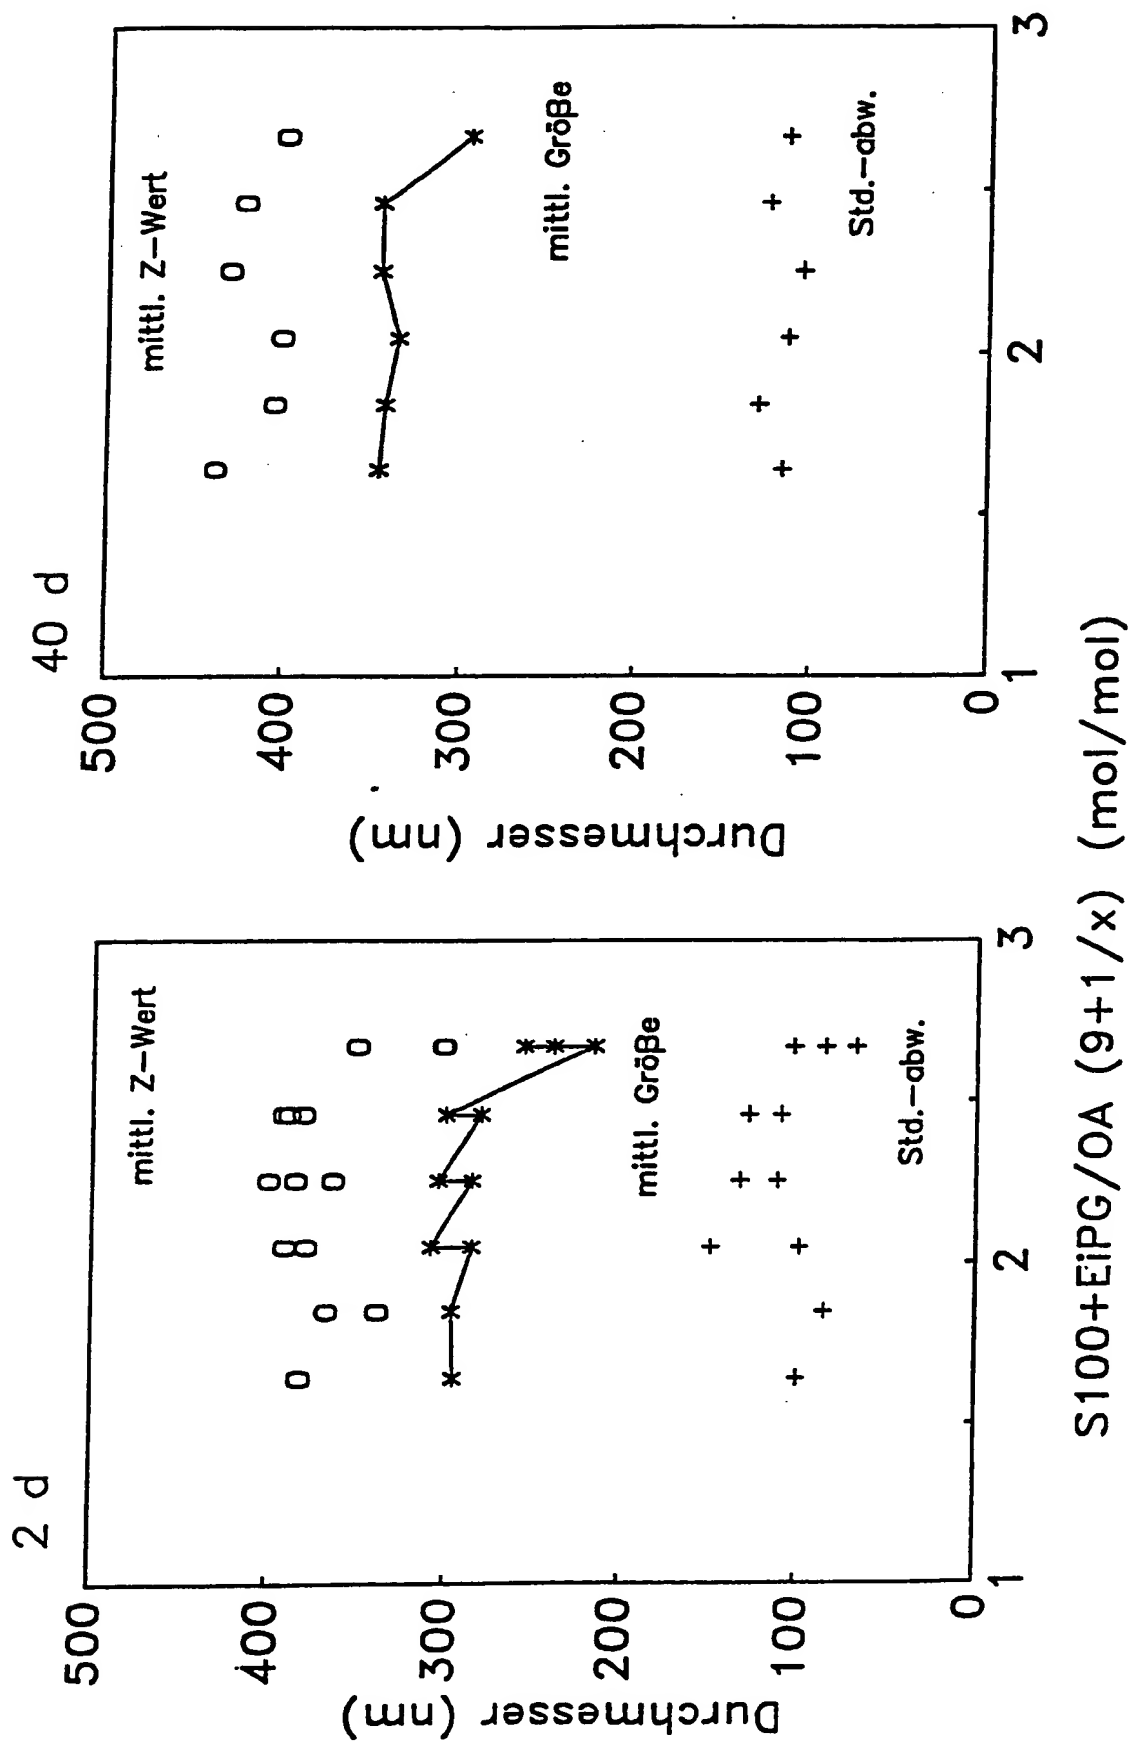 2 d
Durchmesser (nm)
500
400
300
200
100
0
1
2
3
mittl. Z-Wert
mittl. Größe
Std.-abw.
40 d
Durchmesser (nm)
500
400
300
200
100
0
1
2
3
mittl. Z-Wert
mittl. Größe
Std.-abw.
S100+EiPG/OA (9+1/x) (mol/mol)